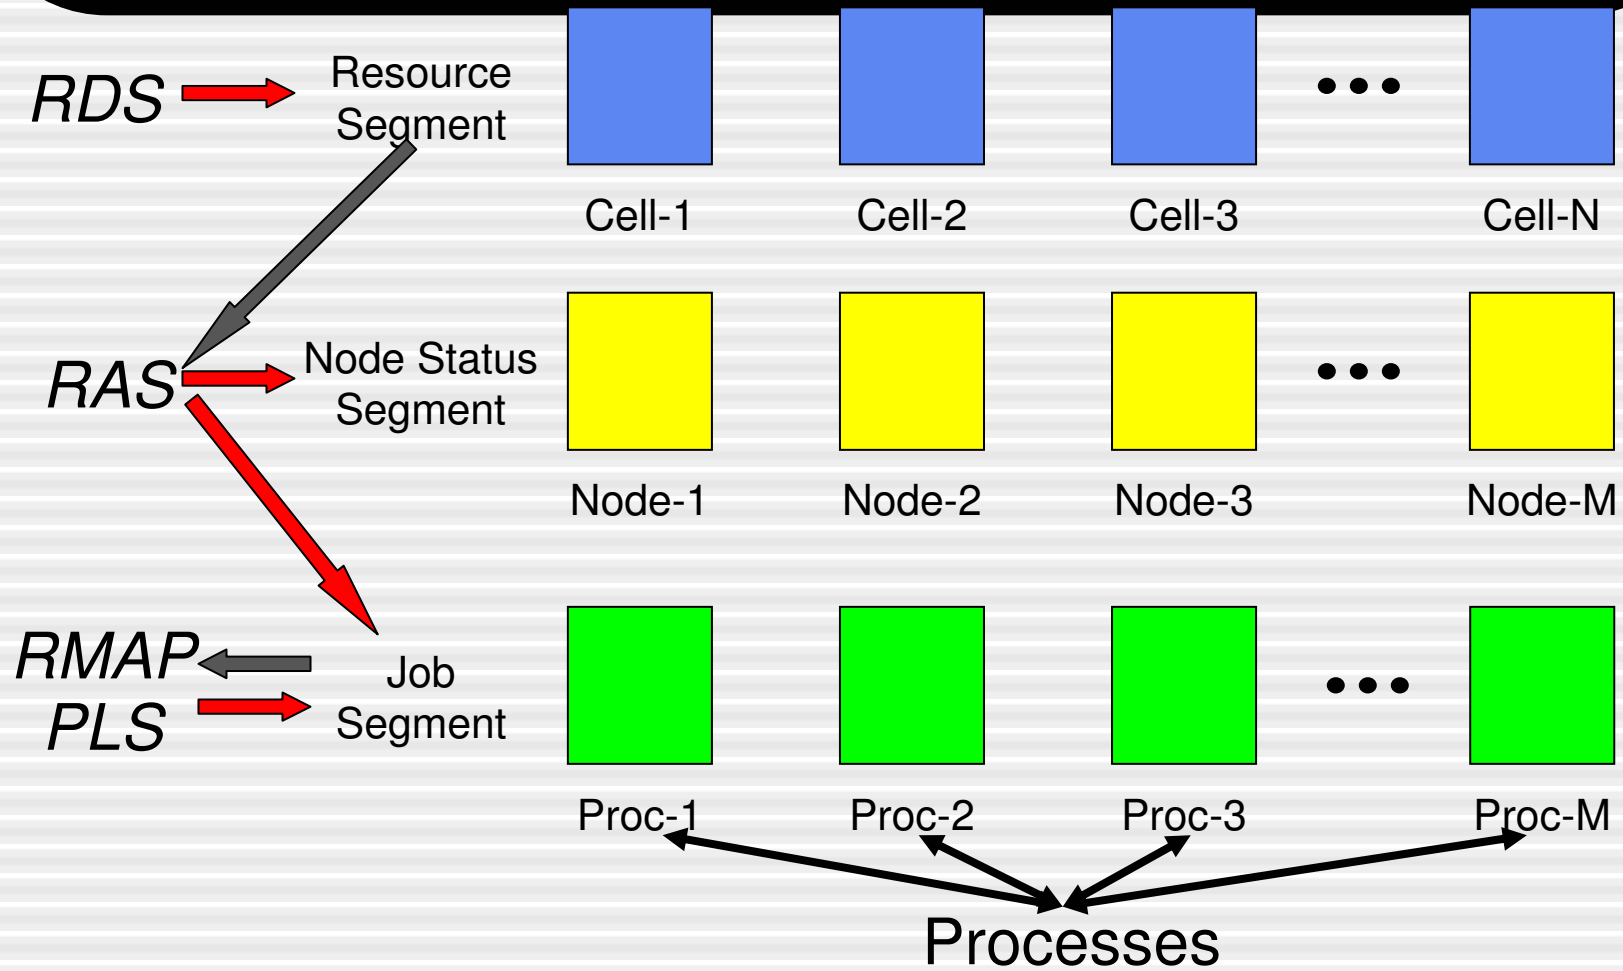 RDS
Resource
Segment
Cell-1 Cell-2 Cell-3 Cell-N
RAS
Node Status
Segment
Node-1 Node-2 Node-3 Node-M
RMAP
PLS
Job
Segment
Proc-1 Proc-2 Proc-3 Proc-M
Processes